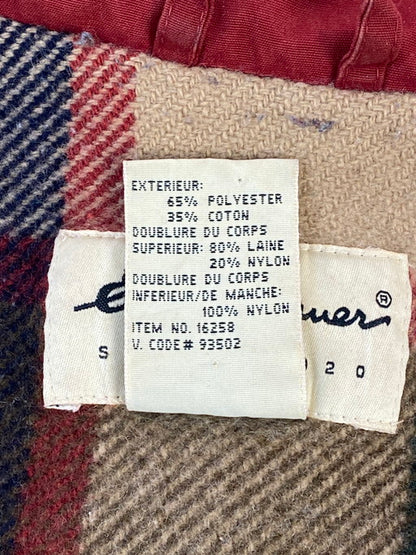 EXTERIEUR:
65% POLYESTER
35% COTON
DOUBLURE DU CORPS
SUPERIEUR: 80% LAINE
20% NYLON
DOUBLURE DU CORPS
INFERIEUR/DE MANCHE:
100% NYLON
ITEM NO. 16258
V. CODE# 93502
®
S
20